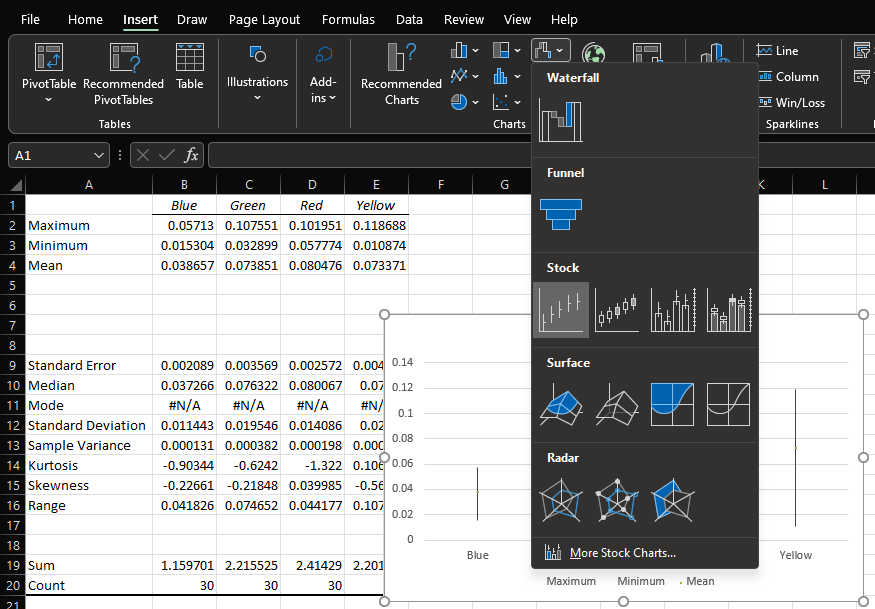 File Home Insert Draw Page Layout Formulas Data Review View Help
PivotTable Recommended PivotTables Table Illustrations Add-ins Recommended Charts
Line
Column
Win/Loss
Tables Charts Sparklines
A1 fx
Waterfall
Funnel
Stock
Surface
Radar
More Stock Charts...
A B C D E F G K L
1 Blue Green Red Yellow
2 Maximum 0.05713 0.107551 0.101951 0.118688
3 Minimum 0.015304 0.032899 0.057774 0.010874
4 Mean 0.038657 0.073851 0.080476 0.073371
5
6
7
8
9 Standard Error 0.002089 0.003569 0.002572 0.004
10 Median 0.037266 0.076322 0.080067 0.07
11 Mode #N/A #N/A #N/A #N/
12 Standard Deviation 0.011443 0.019546 0.014086 0.02
13 Sample Variance 0.000131 0.000382 0.000198 0.000
14 Kurtosis -0.90344 -0.6242 -1.322 0.106
15 Skewness -0.22661 -0.21848 0.039985 -0.56
16 Range 0.041826 0.074652 0.044177 0.107
17
18
19 Sum 1.159701 2.215525 2.41429 2.201
20 Count 30 30 30
21
0.14
0.12
0.1
0.08
0.06
0.04
0.02
0
Blue Yellow
Maximum Minimum Mean